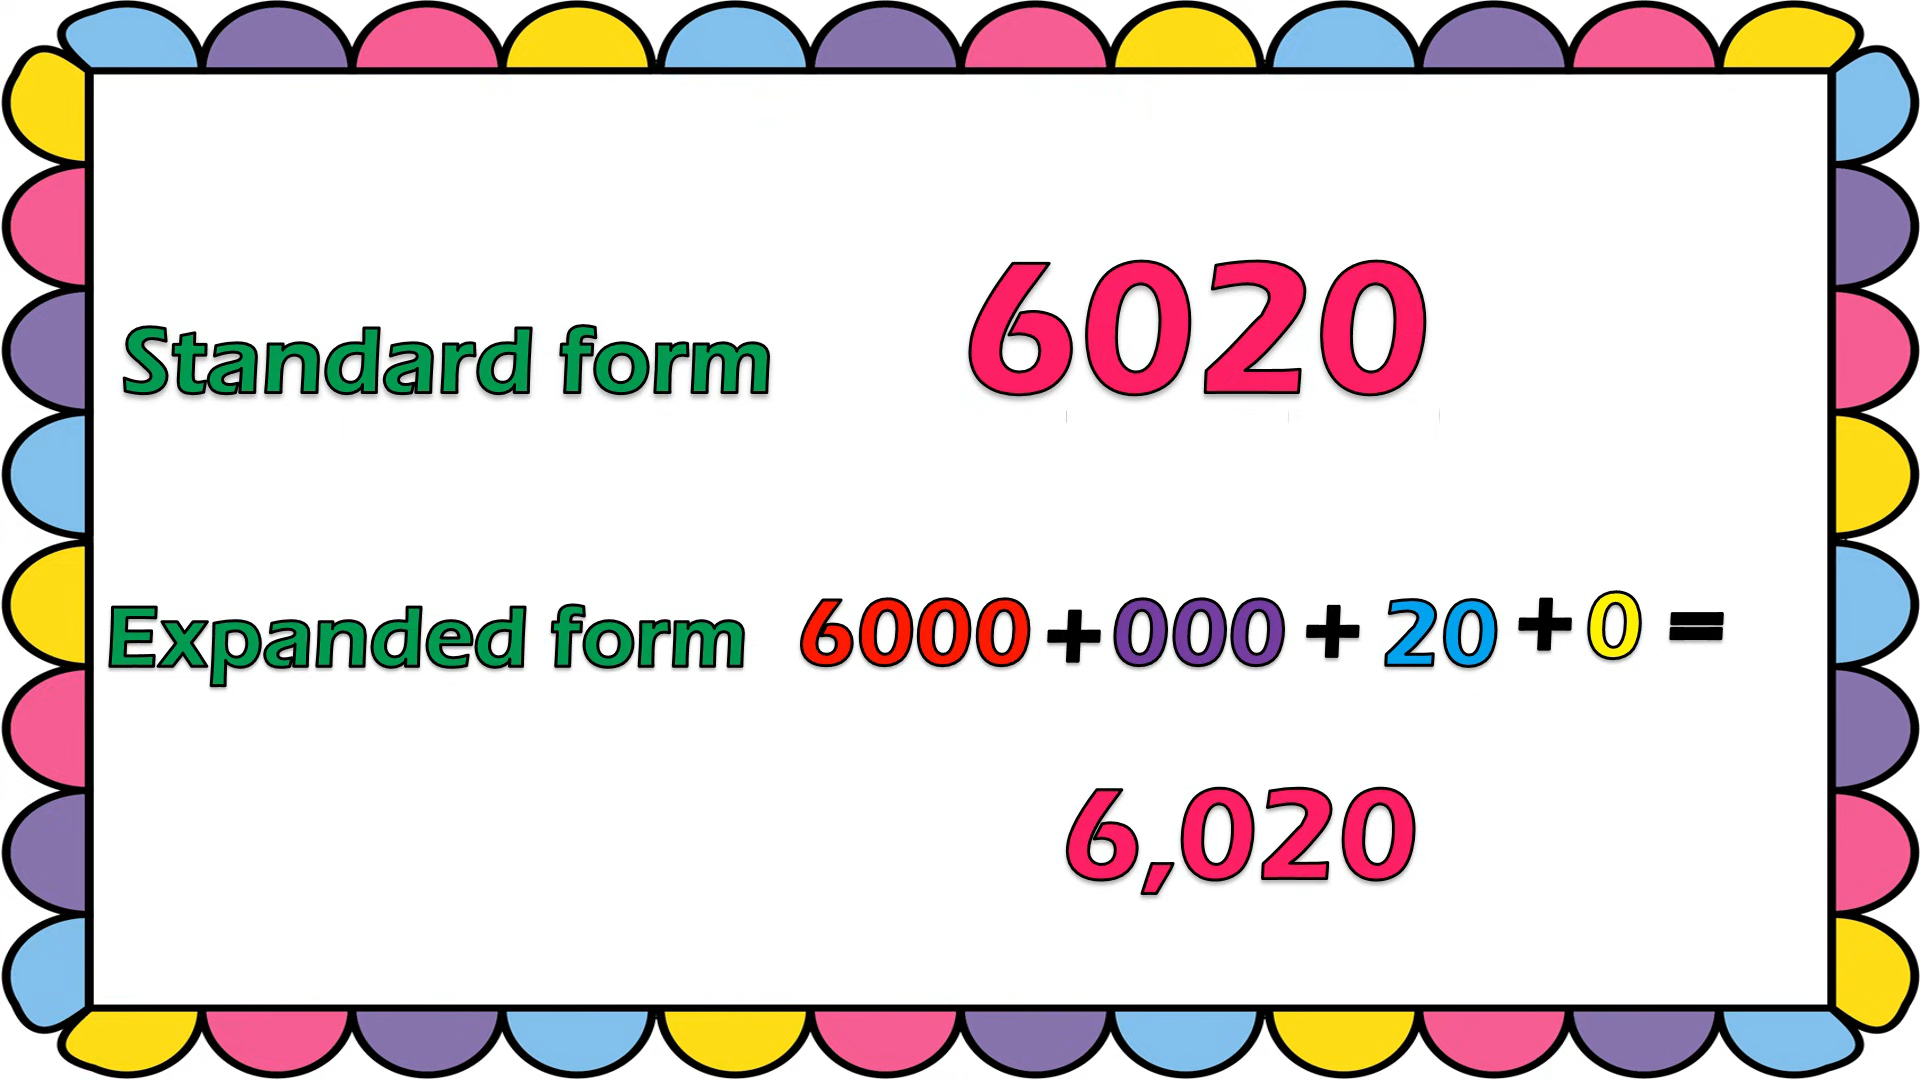 Standard form 6020
Expanded form 6000 + 000 + 20 + 0 =
6,020